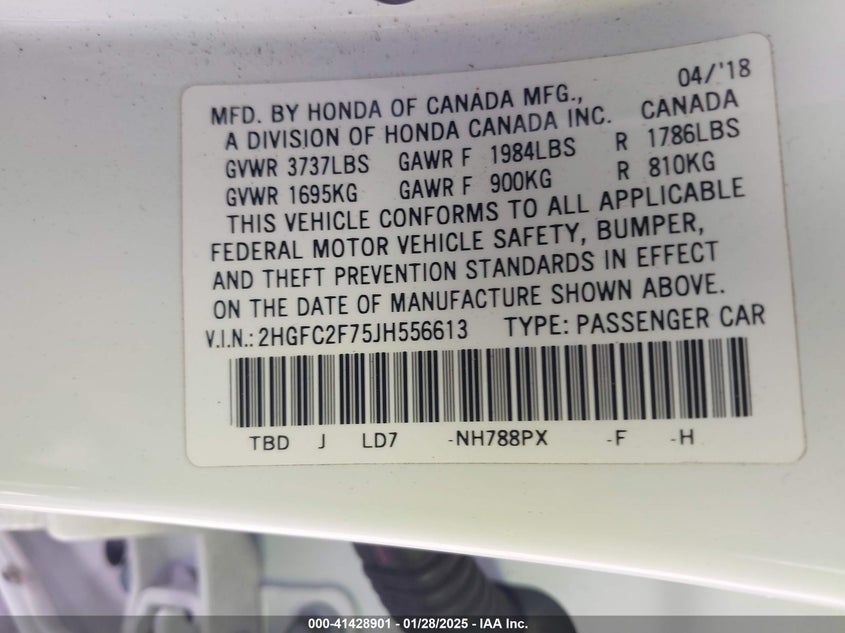 04/'18
MFD. BY HONDA OF CANADA MFG.,
A DIVISION OF HONDA CANADA INC. CANADA
GVWR 3737LBS GAWR F 1984LBS R 1786LBS
GVWR 1695KG GAWR F 900KG R 810KG
THIS VEHICLE CONFORMS TO ALL APPLICABLE
FEDERAL MOTOR VEHICLE SAFETY, BUMPER,
AND THEFT PREVENTION STANDARDS IN EFFECT
ON THE DATE OF MANUFACTURE SHOWN ABOVE.
V.I.N.: 2HGFC2F75JH556613 TYPE: PASSENGER CAR
TBD J LD7 -NH788PX -F -H
000-41428901 - 01/28/2025 - IAA Inc.